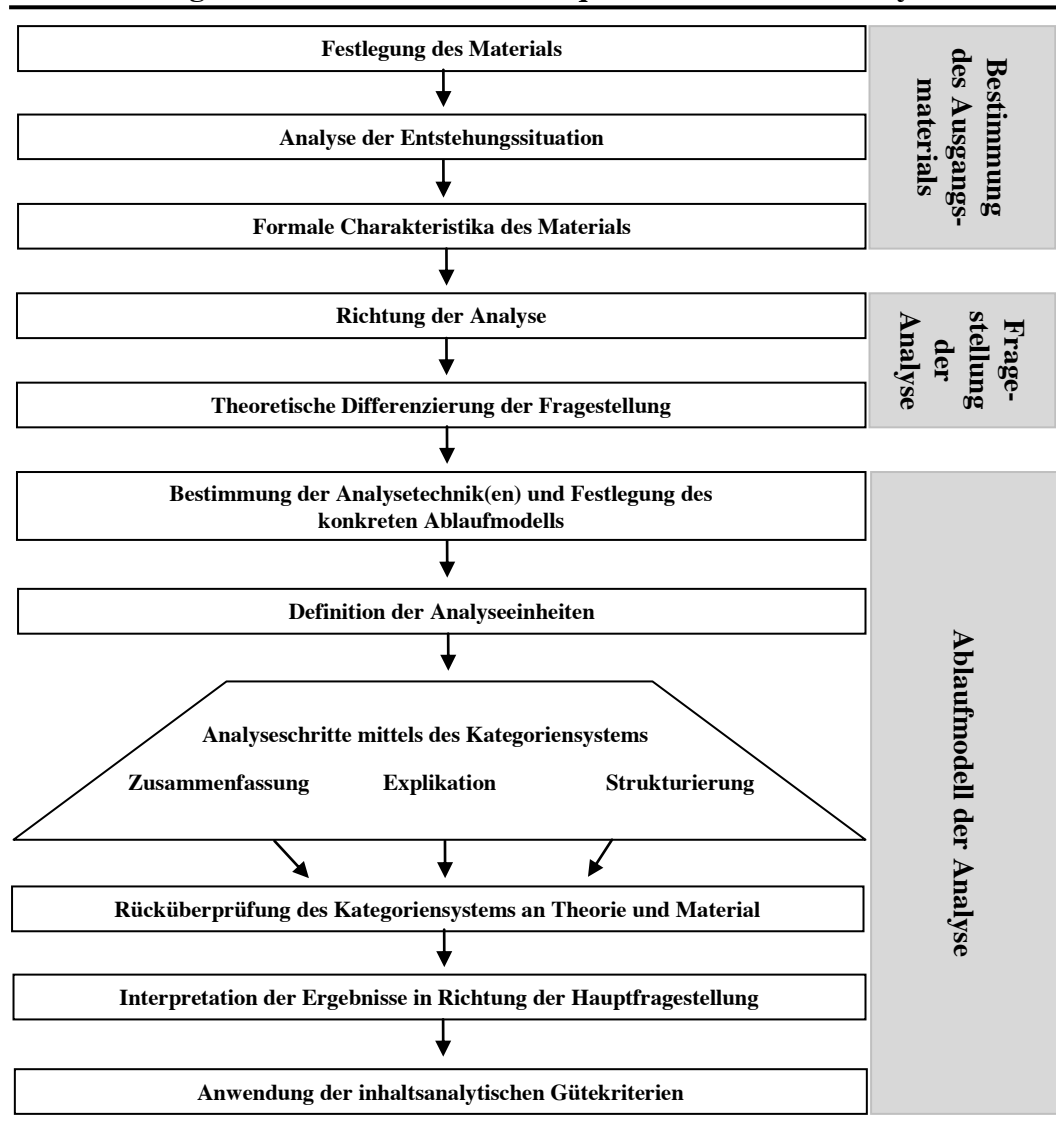 Festlegung des Materials
Analyse der Entstehungssituation
Formale Charakteristika des Materials
Bestimmung
des Ausgangs-
materials
Richtung der Analyse
Theoretische Differenzierung der Fragestellung
Frage-
stellung
der
Analyse
Bestimmung der Analysetechnik(en) und Festlegung des
konkreten Ablaufmodells
Definition der Analyseeinheiten
Analyseschritte mittels des Kategoriensystems
Zusammenfassung Explikation Strukturierung
Rücküberprüfung des Kategoriensystems an Theorie und Material
Interpretation der Ergebnisse in Richtung der Hauptfragestellung
Anwendung der inhaltsanalytischen Gütekriterien
Ablaufmodell der Analyse